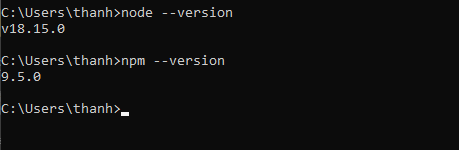 C:\Users\thanh>node --version
v18.15.0
C:\Users\thanh>npm --version
9.5.0
C:\Users\thanh>